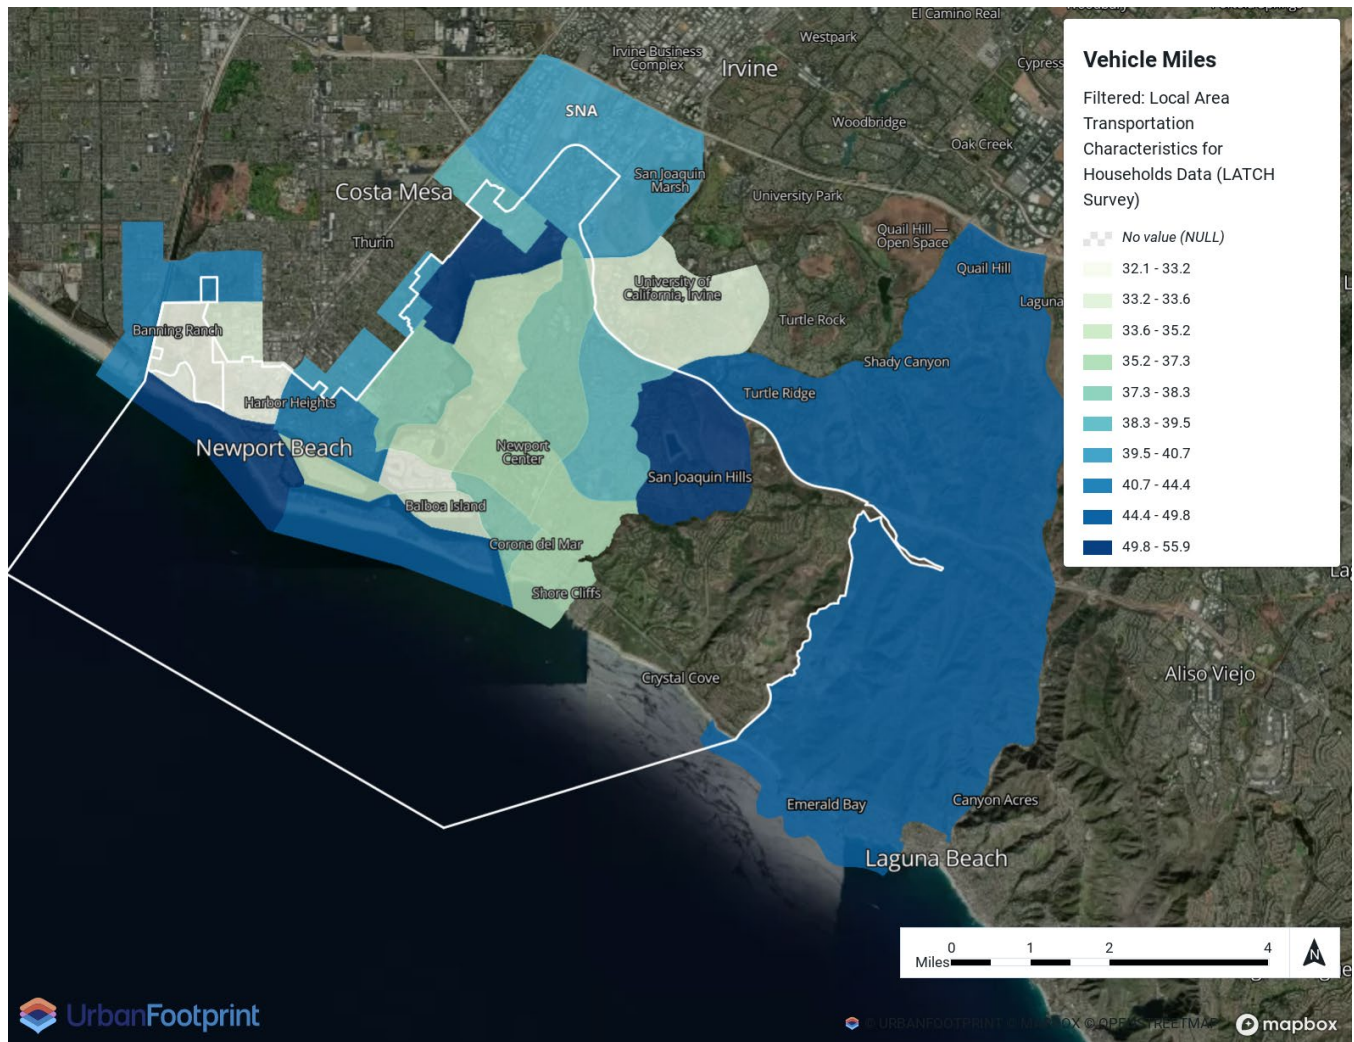 El Camino Real
Westpark
Irvine Business
Complex
Irvine
Cypress
SNA
Woodbridge
Oak Creek
San Joaquin
Marsh
Costa Mesa
University Park
Thurin
Quail Hill —
Open Space
Quail Hill
University of
California, Irvine
Laguna
Banning Ranch
Turtle Rock
Shady Canyon
Turtle Ridge
Harbor Heights
Newport Beach
Newport
Center
San Joaquin Hills
Balboa Island
Corona del Mar
Shore Cliffs
Crystal Cove
Aliso Viejo
Emerald Bay
Canyon Acres
Laguna Beach
Vehicle Miles
Filtered: Local Area
Transportation
Characteristics for
Households Data (LATCH
Survey)
No value (NULL)
32.1 - 33.2
33.2 - 33.6
33.6 - 35.2
35.2 - 37.3
37.3 - 38.3
38.3 - 39.5
39.5 - 40.7
40.7 - 44.4
44.4 - 49.8
49.8 - 55.9
0 1 2 4
Miles
N
UrbanFootprint
© URBANFOOTPRINT © MAPBOX © OPENSTREETMAP
mapbox